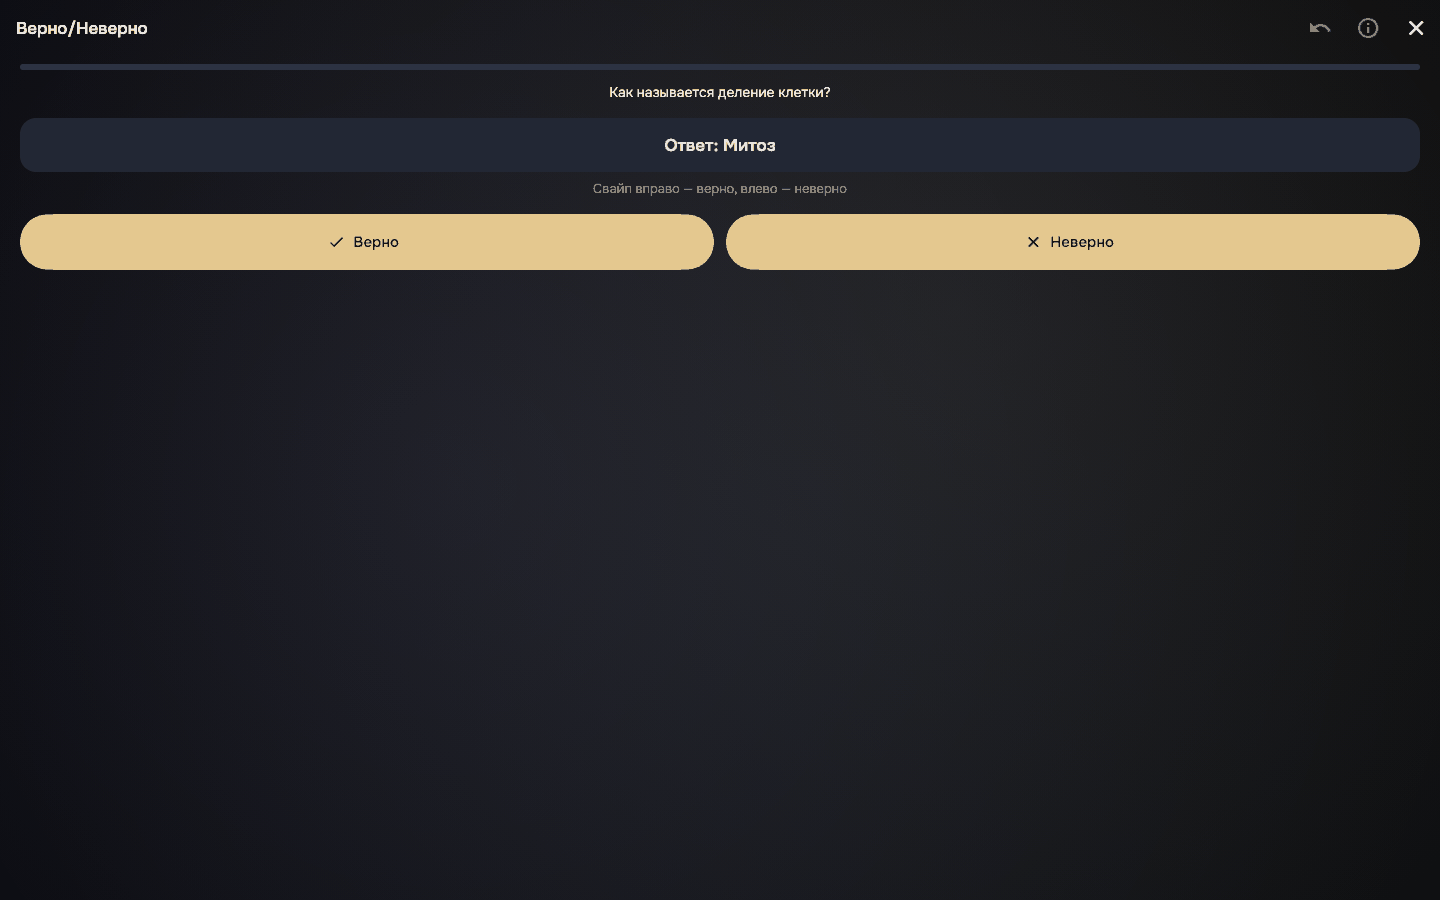 Верно/Неверно
Как называется деление клетки?
Ответ: Митоз
Свайп вправо — верно, влево — неверно
Верно
Неверно